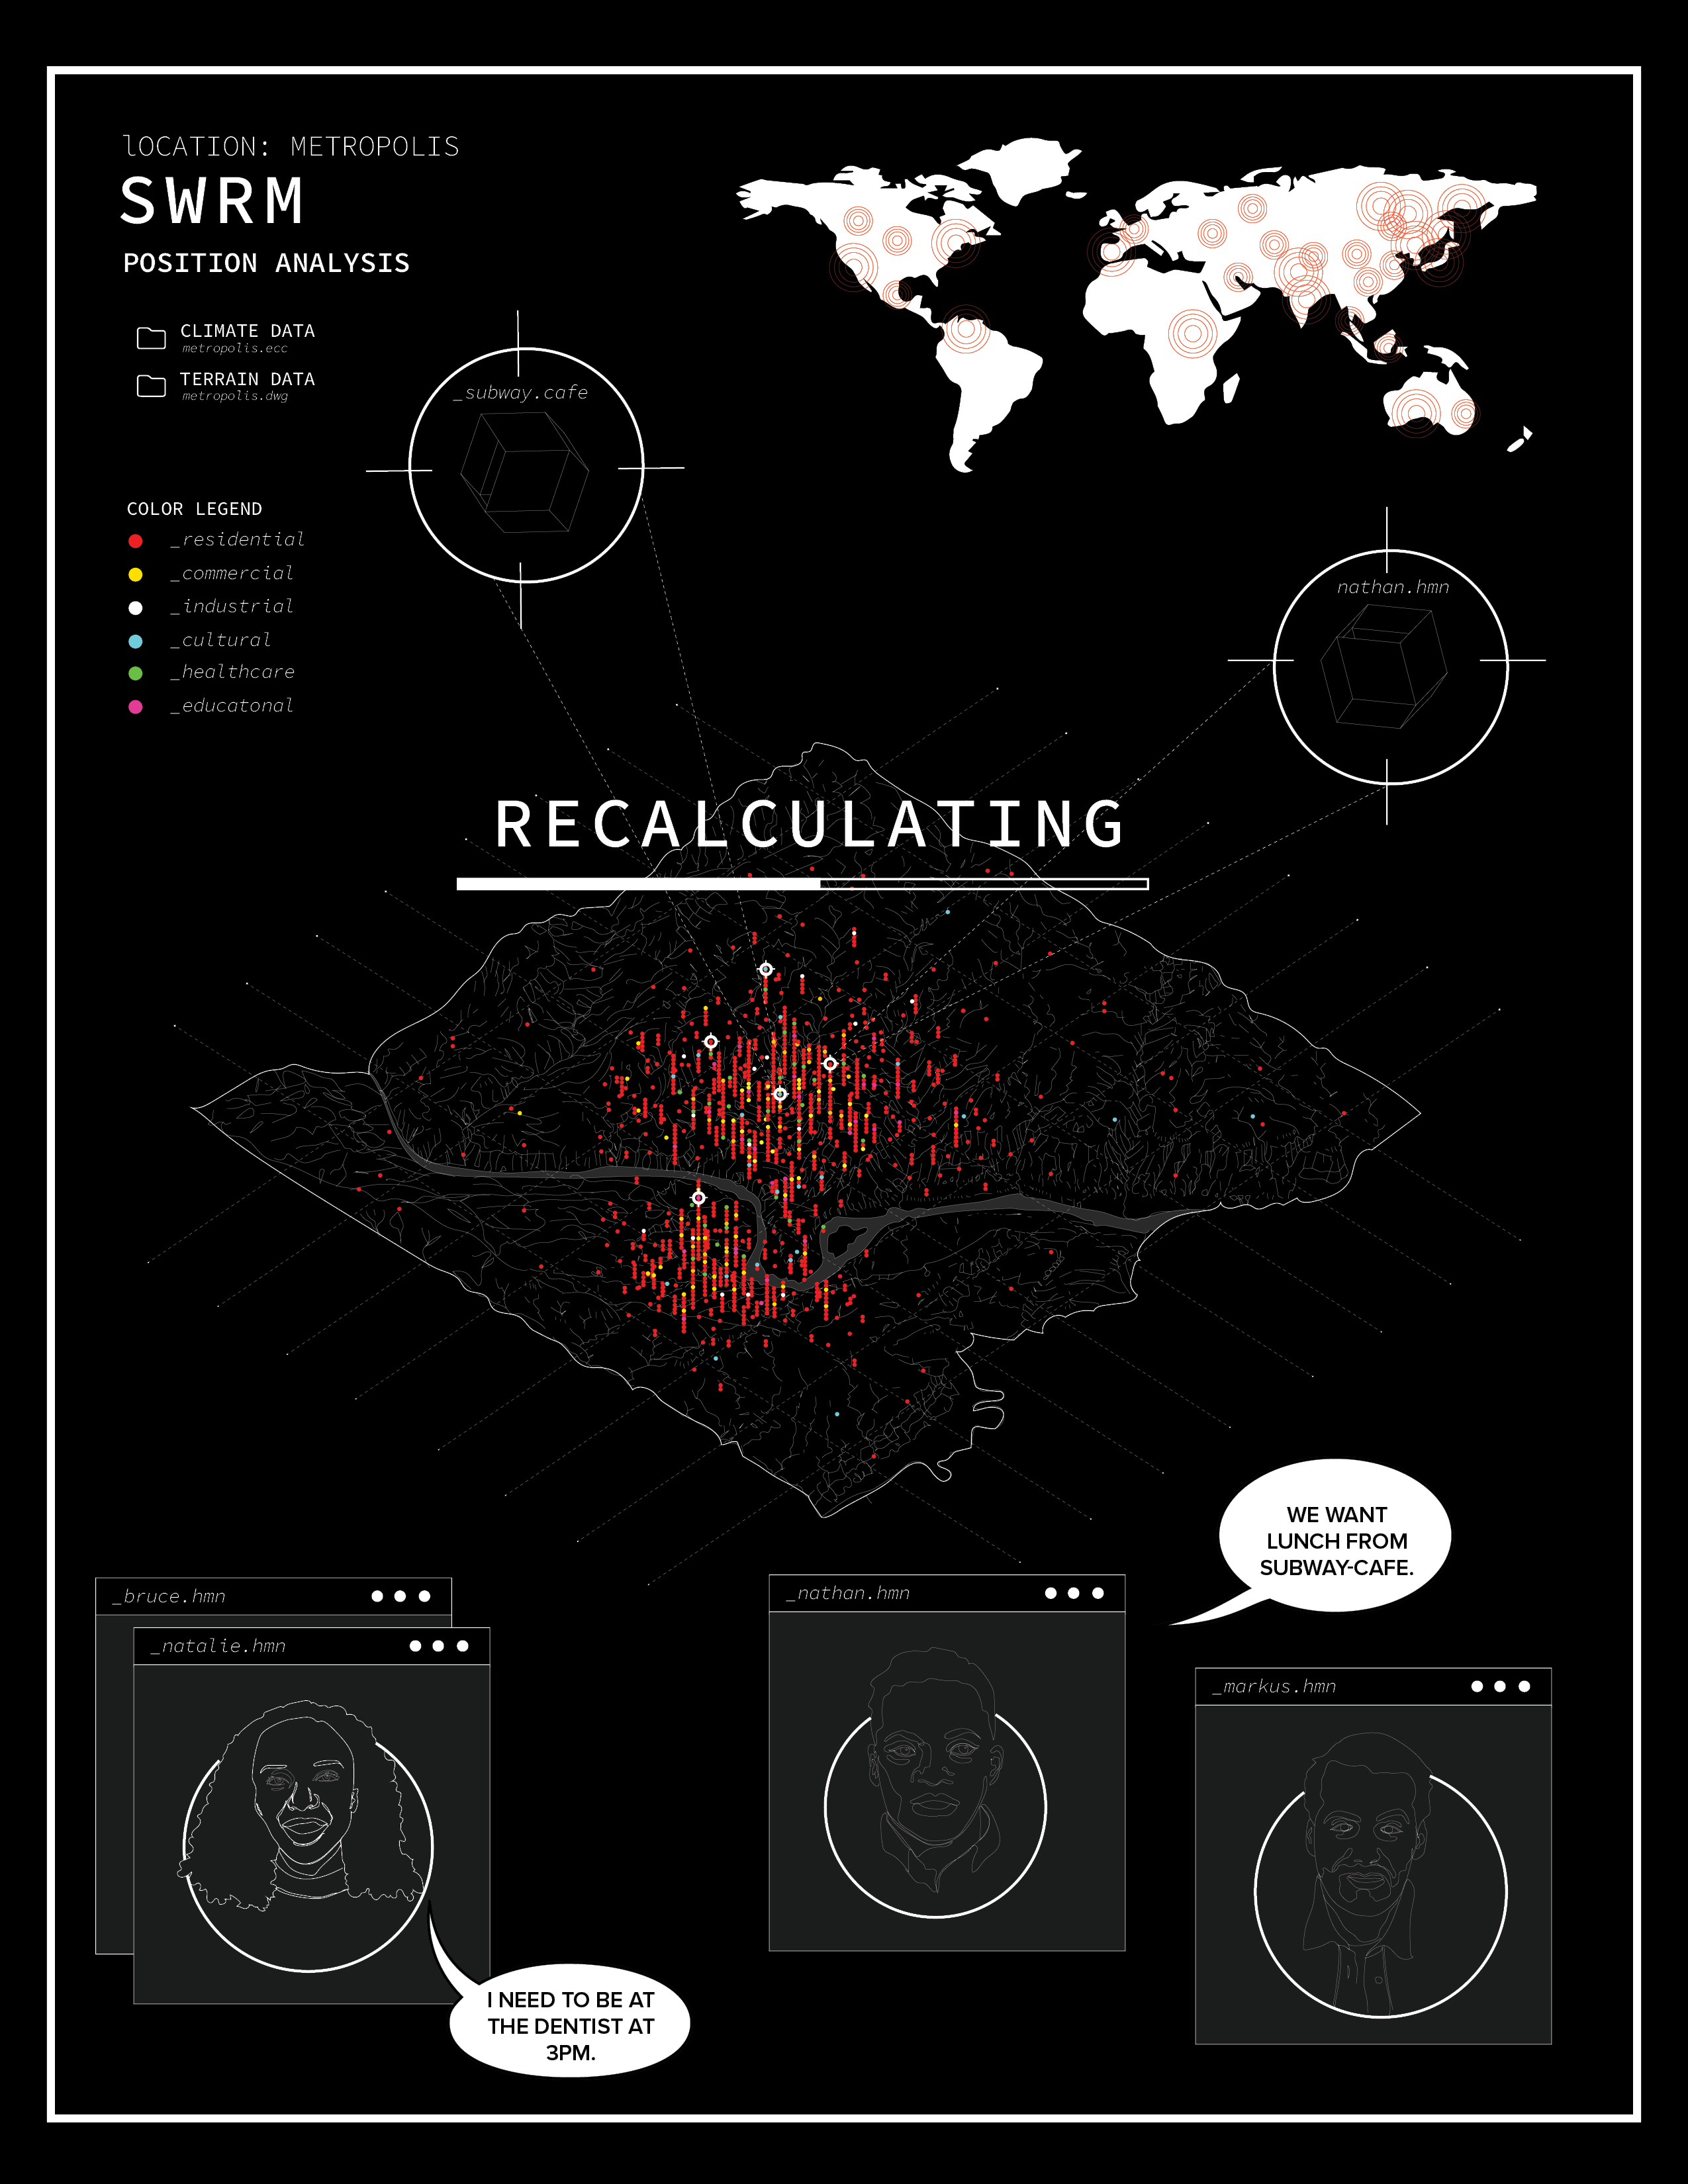 lOCATION: METROPOLIS
SWRM
POSITION ANALYSIS
CLIMATE DATA
metropolis.ecc
TERRAIN DATA
metropolis.dwg
_subway.cafe
COLOR LEGEND
_residential
_commercial
_industrial
_cultural
_healthcare
_educatonal
nathan.hmn
RECALCULATING
WE WANT
LUNCH FROM
SUBWAY-CAFE.
_bruce.hmn
_natalie.hmn
_nathan.hmn
_markus.hmn
I NEED TO BE AT
THE DENTIST AT
3PM.